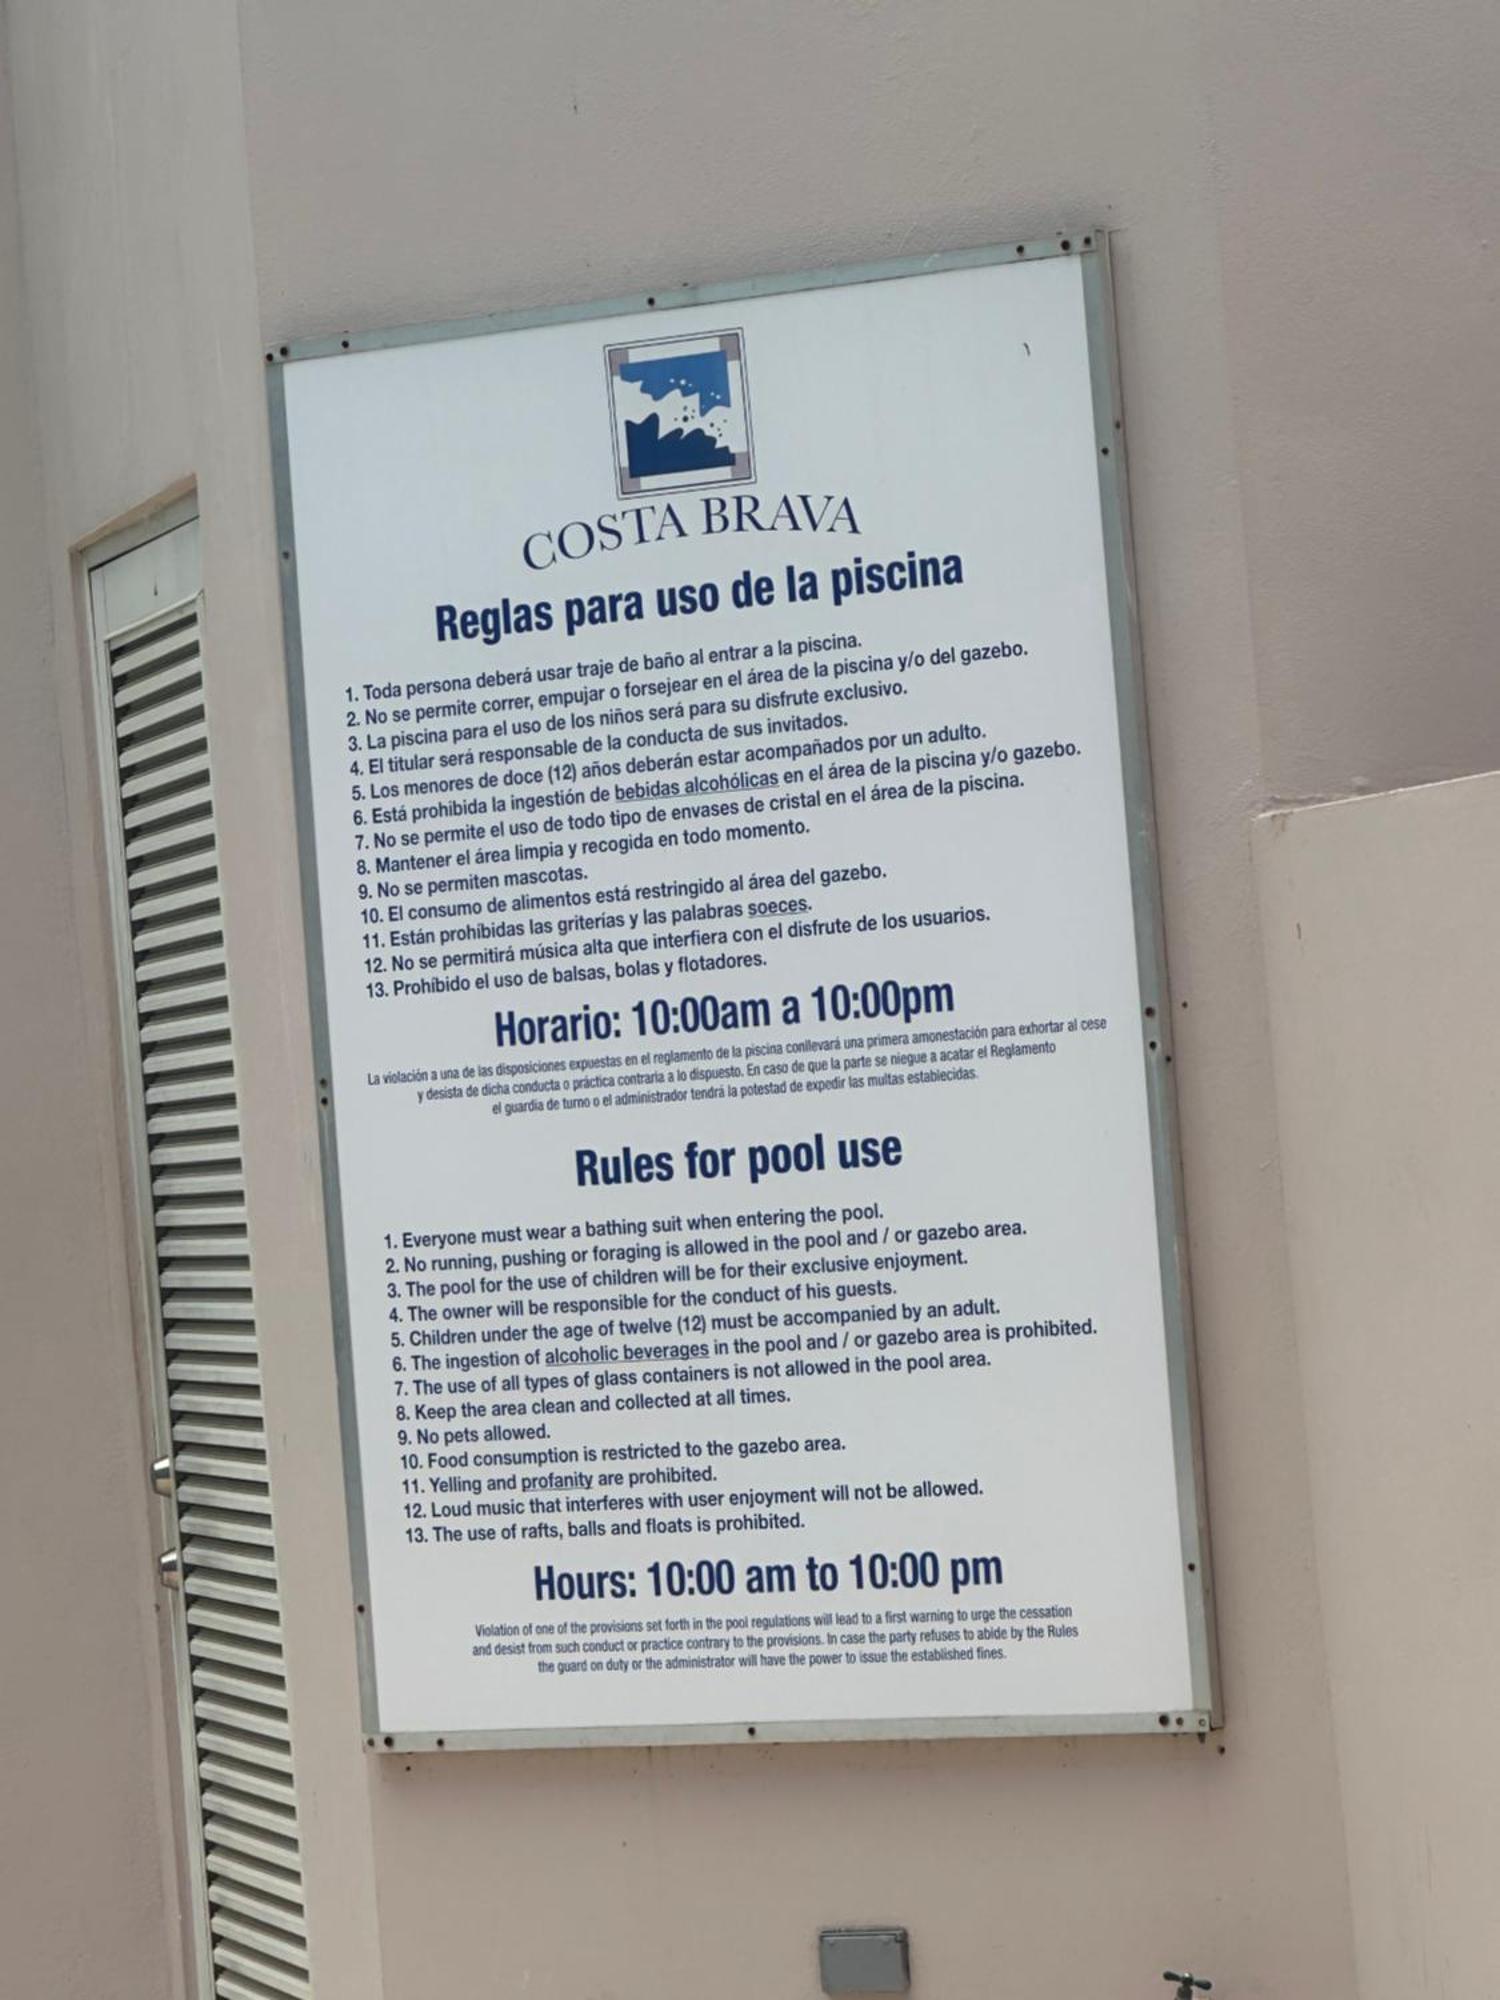 COSTA BRAVA
Reglas para uso de la piscina
1. Toda persona deberá usar traje de baño al entrar a la piscina.
2. No se permite correr, empujar o forsejear en el área de la piscina y/o del gazebo.
3. La piscina para el uso de los niños será para su disfrute exclusivo.
4. El titular será responsable de la conducta de sus invitados.
5. Los menores de doce (12) años deberán estar acompañados por un adulto.
6. Está prohibida la ingestión de bebidas alcohólicas en el área de la piscina y/o gazebo.
7. No se permite el uso de todo tipo de envases de cristal en el área de la piscina.
8. Mantener el área limpia y recogida en todo momento.
9. No se permiten mascotas.
10. El consumo de alimentos está restringido al área del gazebo.
11. Están prohíbidas las griterías y las palabras soeces.
12. No se permitirá música alta que interfiera con el disfrute de los usuarios.
13. Prohíbido el uso de balsas, bolas y flotadores.
Horario: 10:00am a 10:00pm
La violación a una de las disposiciones expuestas en el reglamento de la piscina conllevará una primera amonestación para exhortar al cese
y desista de dicha conducta o práctica contraria a lo dispuesto. En caso de que la parte se niegue a acatar el Reglamento
el guardia de turno o el administrador tendrá la potestad de expedir las multas establecidas.
Rules for pool use
1. Everyone must wear a bathing suit when entering the pool.
2. No running, pushing or foraging is allowed in the pool and / or gazebo area.
3. The pool for the use of children will be for their exclusive enjoyment.
4. The owner will be responsible for the conduct of his guests.
5. Children under the age of twelve (12) must be accompanied by an adult.
6. The ingestion of alcoholic beverages in the pool and / or gazebo area is prohibited.
7. The use of all types of glass containers is not allowed in the pool area.
8. Keep the area clean and collected at all times.
9. No pets allowed.
10. Food consumption is restricted to the gazebo area.
11. Yelling and profanity are prohibited.
12. Loud music that interferes with user enjoyment will not be allowed.
13. The use of rafts, balls and floats is prohibited.
Hours: 10:00 am to 10:00 pm
Violation of one of the provisions set forth in the pool regulations will lead to a first warning to urge the cessation
and desist from such conduct or practice contrary to the provisions. In case the party refuses to abide by the Rules
the guard on duty or the administrator will have the power to issue the established fines.